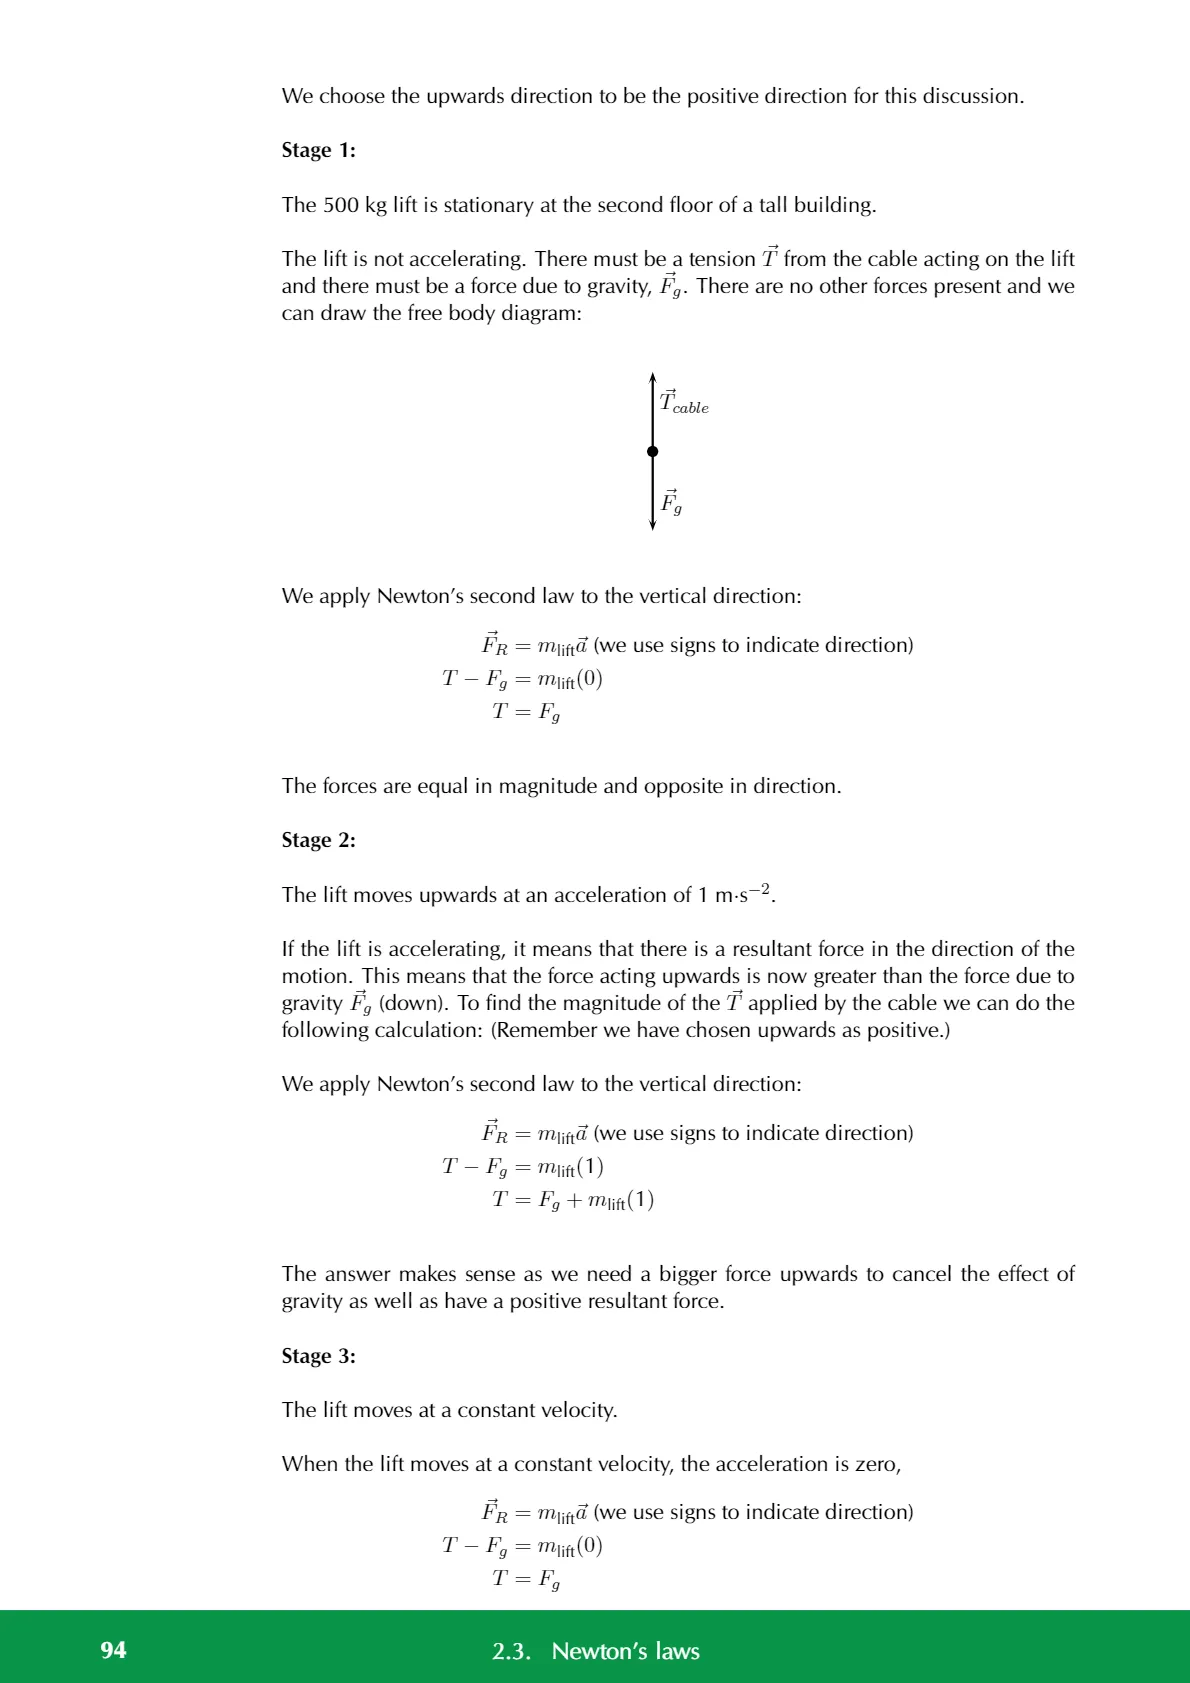 We choose the upwards direction to be the positive direction for this discussion.
Stage 1:
The 500 kg lift is stationary at the second floor of a tall building.
The lift is not accelerating. There must be a tension \vec{T} from the cable acting on the lift
and there must be a force due to gravity, \vec{F}_g. There are no other forces present and we
can draw the free body diagram:
\vec{T}_{cable}
\vec{F}_g
We apply Newton’s second law to the vertical direction:
\vec{F}_R = m_{lift}\vec{a} (we use signs to indicate direction)
T − F_g = m_{lift}(0)
T = F_g
The forces are equal in magnitude and opposite in direction.
Stage 2:
The lift moves upwards at an acceleration of 1 m·s^{−2}.
If the lift is accelerating, it means that there is a resultant force in the direction of the
motion. This means that the force acting upwards is now greater than the force due to
gravity \vec{F}_g (down). To find the magnitude of the \vec{T} applied by the cable we can do the
following calculation: (Remember we have chosen upwards as positive.)
We apply Newton’s second law to the vertical direction:
\vec{F}_R = m_{lift}\vec{a} (we use signs to indicate direction)
T − F_g = m_{lift}(1)
T = F_g + m_{lift}(1)
The answer makes sense as we need a bigger force upwards to cancel the effect of
gravity as well as have a positive resultant force.
Stage 3:
The lift moves at a constant velocity.
When the lift moves at a constant velocity, the acceleration is zero,
\vec{F}_R = m_{lift}\vec{a} (we use signs to indicate direction)
T − F_g = m_{lift}(0)
T = F_g
94 2.3. Newton’s laws